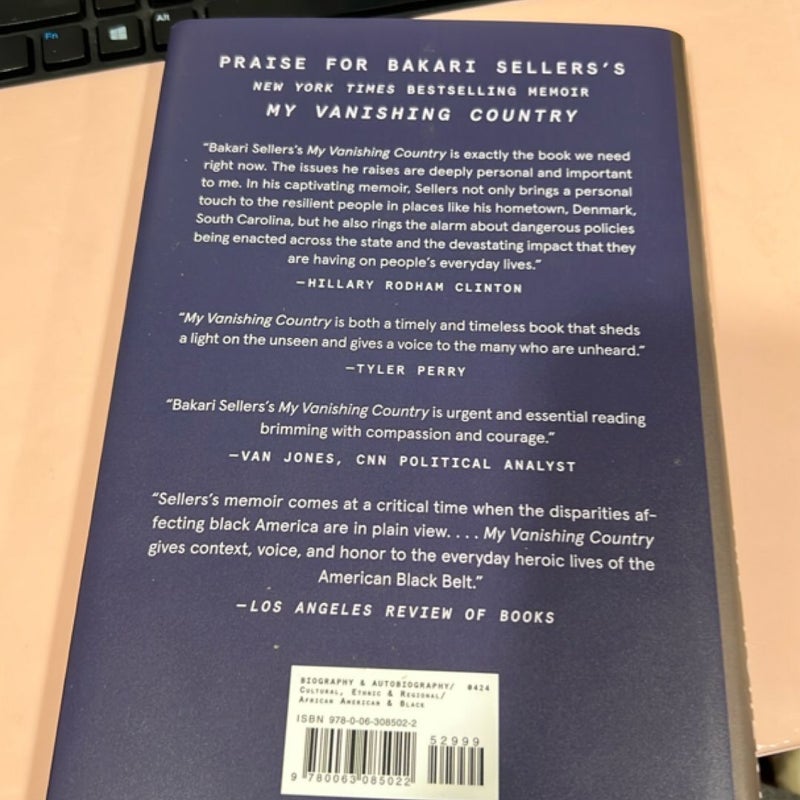 Fn
Alt
PRAISE FOR BAKARI SELLERS'S
NEW YORK TIMES BESTSELLING MEMOIR
MY VANISHING COUNTRY
“Bakari Sellers's My Vanishing Country is exactly the book we need
right now. The issues he raises are deeply personal and important
to me. In his captivating memoir, Sellers not only brings a personal
touch to the resilient people in places like his hometown, Denmark,
South Carolina, but he also rings the alarm about dangerous policies
being enacted across the state and the devastating impact that they
are having on people's everyday lives.”
—HILLARY RODHAM CLINTON
“My Vanishing Country is both a timely and timeless book that sheds
a light on the unseen and gives a voice to the many who are unheard.”
—TYLER PERRY
“Bakari Sellers's My Vanishing Country is urgent and essential reading
brimming with compassion and courage.”
—VAN JONES, CNN POLITICAL ANALYST
“Sellers's memoir comes at a critical time when the disparities af-
fecting black America are in plain view. . . . My Vanishing Country
gives context, voice, and honor to the everyday heroic lives of the
American Black Belt.”
—LOS ANGELES REVIEW OF BOOKS
BIOGRAPHY & AUTOBIOGRAPHY/ 0424
CULTURAL, ETHNIC & REGIONAL/
AFRICAN AMERICAN & BLACK
ISBN 978-0-06-308502-2
52999
9 780063 085022